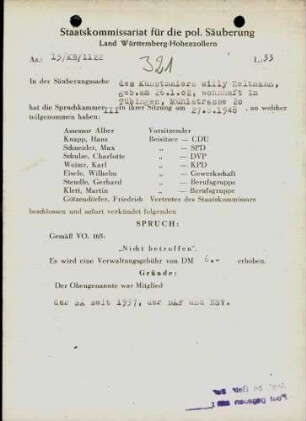 Staatskommissariat für die pol. Säuberung
Land Württemberg-Hohenzollern
Az.: 15/KB/1122
321
L 33
In der Säuberungssache des Kunstmalers Willy Zeltmann,
geb.am 26.1.02, wohnhaft in
Tübingen, Mühlstrasse 20
hat die Spruchkammer III in ihrer Sitzung am 27.9.1948 an welcher
teilgenommen haben:
Assessor Alber Vorsitzender
Knapp, Hans Beisitzer — CDU
Schneider, Max „ — SPD
Schulze, Charlotte „ — DVP
Weimer, Karl „ — KPD
Eisele, Wilhelm „ — Gewerkschaft
Stendle, Gerhard „ — Berufsgruppe
Klett, Martin „ — Berufsgruppe
Götzendörfer, Friedrich Vertreter des Staatskommissars
beschlossen und sofort verkündet folgenden
SPRUCH:
Gemäß VO. 165:
„Nicht betroffen".
Es wird eine Verwaltungsgebühr von DM 6.- erhoben.
Gründe:
Der Obengenannte war Mitglied
der SA seit 1937, der DAF und NSV.